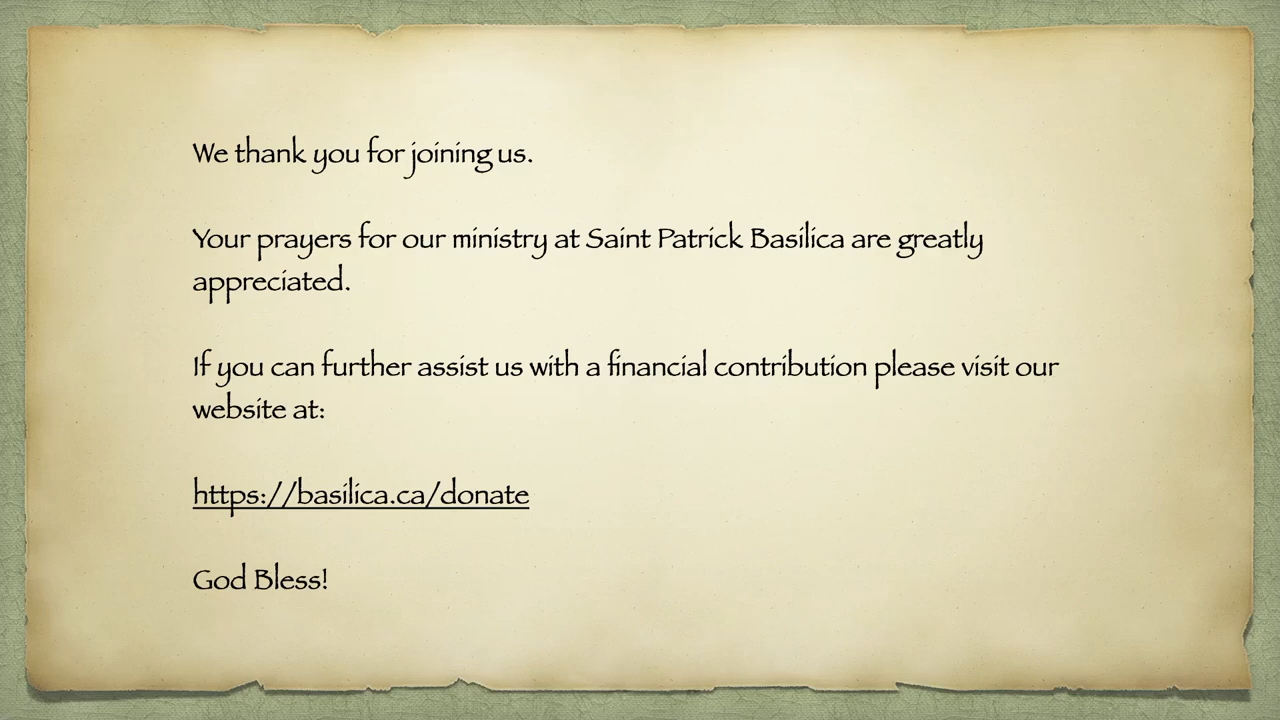 We thank you for joining us.
Your prayers for our ministry at Saint Patrick Basilica are greatly
appreciated.
If you can further assist us with a financial contribution please visit our
website at:
https://basilica.ca/donate
God Bless!